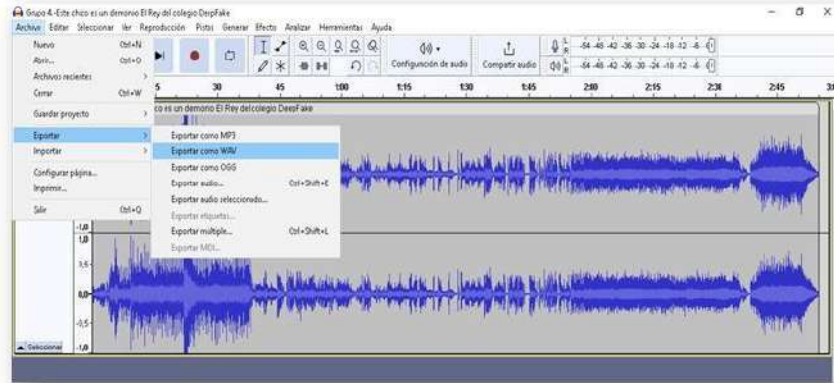 Grupo 4.-Este chico es un demonio El Rey del colegio DeepFake
Archivo Editar Seleccionar Ver Reproducción Pistas Generar Efecto Analizar Herramientas Ayuda
Nuevo Ctrl+N
Abrir... Ctrl+O
Archivos recientes >
Cerrar Ctrl+W
Guardar proyecto >
Exportar >
Importar >
Configurar página...
Imprimir...
Salir Ctrl+Q
Exportar como MP3
Exportar como WAV
Exportar como OGG
Exportar audio... Ctrl+Shift+E
Exportar audio seleccionado...
Exportar etiquetas...
Exportar múltiple... Ctrl+Shift+L
Exportar MIDI...
Configuración de audio
Compartir audio
L
R -54 -48 -42 -36 -30 -24 -18 -12 -6
L
R -54 -48 -42 -36 -30 -24 -18 -12 -6
30 45 1:00 1:15 1:30 1:45 2:00 2:15 2:30 2:45
co es un demonio El Rey delcolegio DeepFake
-1,0
1,0
0,5
0,0
-0,5
-1,0
Seleccionar